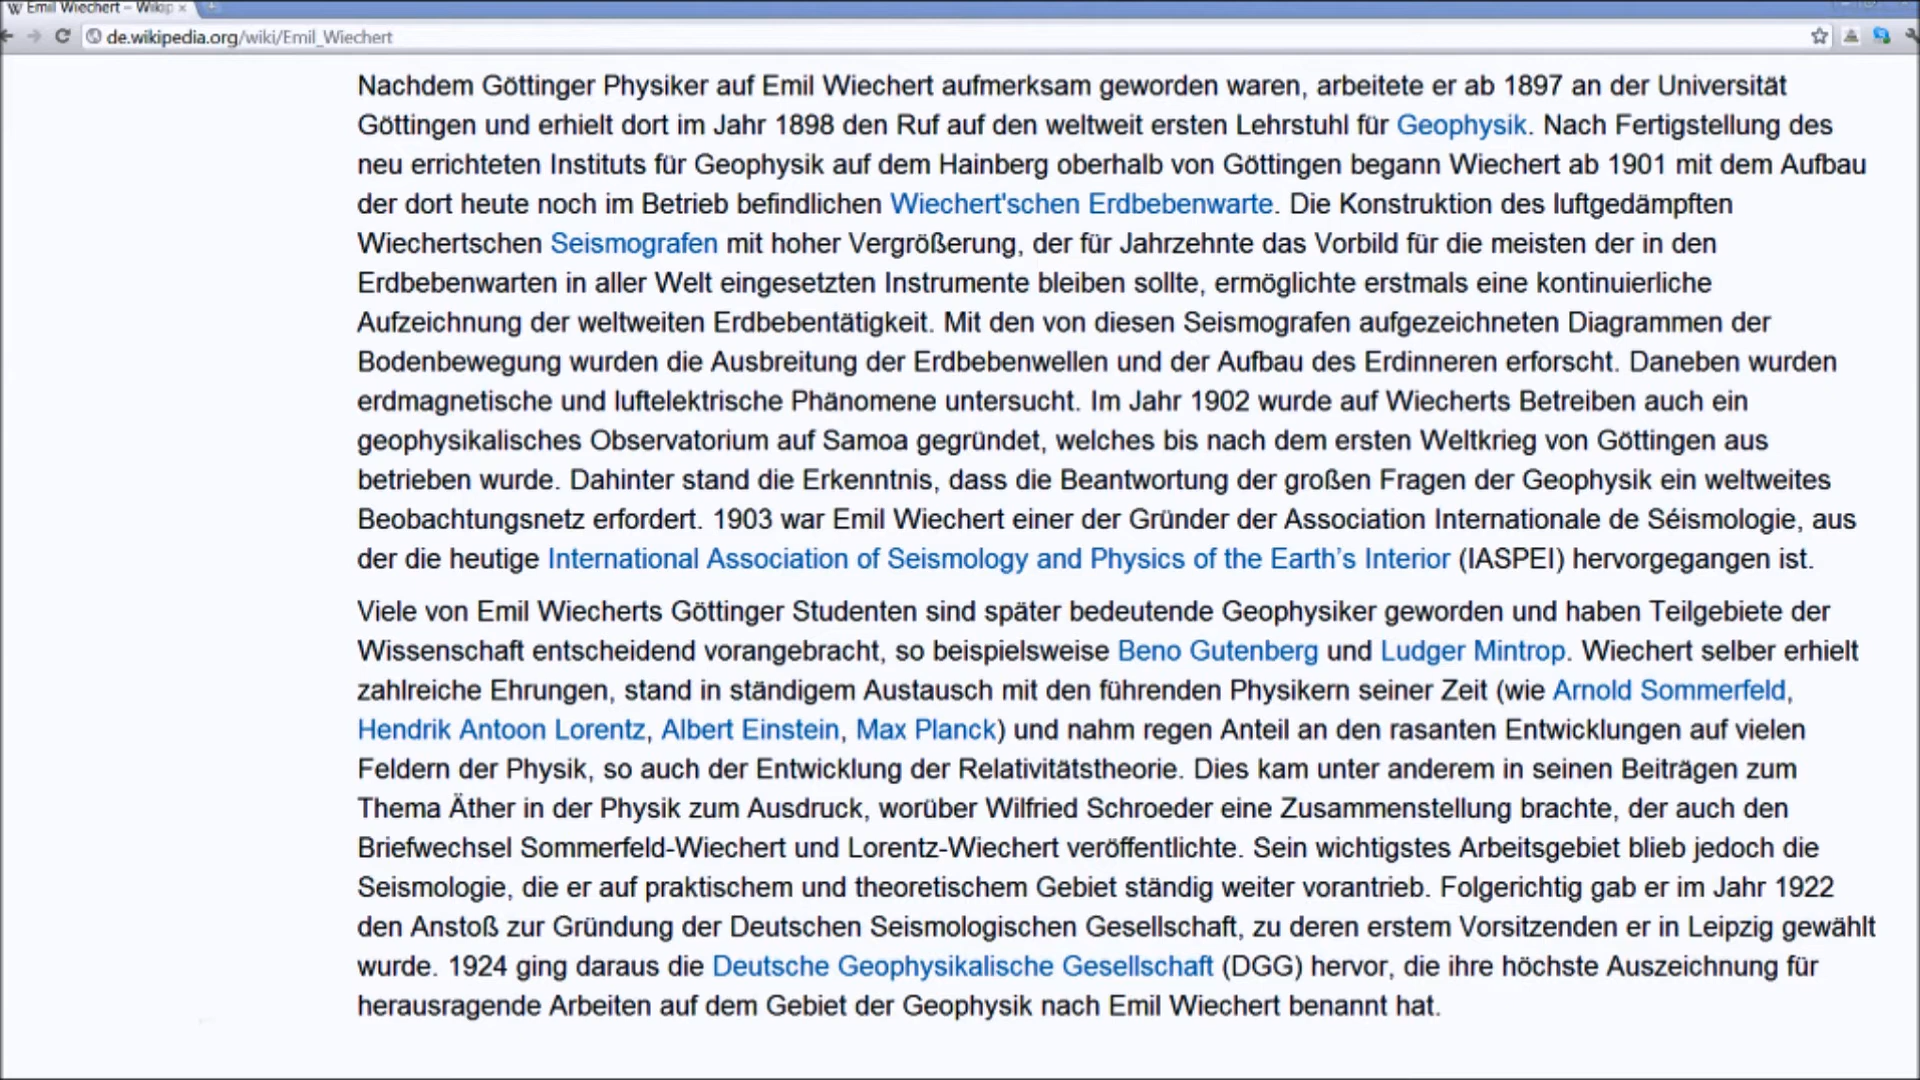 Emil Wiechert – Wikip
de.wikipedia.org/wiki/Emil_Wiechert
Nachdem Göttinger Physiker auf Emil Wiechert aufmerksam geworden waren, arbeitete er ab 1897 an der Universität
Göttingen und erhielt dort im Jahr 1898 den Ruf auf den weltweit ersten Lehrstuhl für Geophysik. Nach Fertigstellung des
neu errichteten Instituts für Geophysik auf dem Hainberg oberhalb von Göttingen begann Wiechert ab 1901 mit dem Aufbau
der dort heute noch im Betrieb befindlichen Wiechert'schen Erdbebenwarte. Die Konstruktion des luftgedämpften
Wiechertschen Seismografen mit hoher Vergrößerung, der für Jahrzehnte das Vorbild für die meisten der in den
Erdbebenwarten in aller Welt eingesetzten Instrumente bleiben sollte, ermöglichte erstmals eine kontinuierliche
Aufzeichnung der weltweiten Erdbebentätigkeit. Mit den von diesen Seismografen aufgezeichneten Diagrammen der
Bodenbewegung wurden die Ausbreitung der Erdbebenwellen und der Aufbau des Erdinneren erforscht. Daneben wurden
erdmagnetische und luftelektrische Phänomene untersucht. Im Jahr 1902 wurde auf Wiecherts Betreiben auch ein
geophysikalisches Observatorium auf Samoa gegründet, welches bis nach dem ersten Weltkrieg von Göttingen aus
betrieben wurde. Dahinter stand die Erkenntnis, dass die Beantwortung der großen Fragen der Geophysik ein weltweites
Beobachtungsnetz erfordert. 1903 war Emil Wiechert einer der Gründer der Association Internationale de Séismologie, aus
der die heutige International Association of Seismology and Physics of the Earth’s Interior (IASPEI) hervorgegangen ist.
Viele von Emil Wiecherts Göttinger Studenten sind später bedeutende Geophysiker geworden und haben Teilgebiete der
Wissenschaft entscheidend vorangebracht, so beispielsweise Beno Gutenberg und Ludger Mintrop. Wiechert selber erhielt
zahlreiche Ehrungen, stand in ständigem Austausch mit den führenden Physikern seiner Zeit (wie Arnold Sommerfeld,
Hendrik Antoon Lorentz, Albert Einstein, Max Planck) und nahm regen Anteil an den rasanten Entwicklungen auf vielen
Feldern der Physik, so auch der Entwicklung der Relativitätstheorie. Dies kam unter anderem in seinen Beiträgen zum
Thema Äther in der Physik zum Ausdruck, worüber Wilfried Schroeder eine Zusammenstellung brachte, der auch den
Briefwechsel Sommerfeld-Wiechert und Lorentz-Wiechert veröffentlichte. Sein wichtigstes Arbeitsgebiet blieb jedoch die
Seismologie, die er auf praktischem und theoretischem Gebiet ständig weiter vorantrieb. Folgerichtig gab er im Jahr 1922
den Anstoß zur Gründung der Deutschen Seismologischen Gesellschaft, zu deren erstem Vorsitzenden er in Leipzig gewählt
wurde. 1924 ging daraus die Deutsche Geophysikalische Gesellschaft (DGG) hervor, die ihre höchste Auszeichnung für
herausragende Arbeiten auf dem Gebiet der Geophysik nach Emil Wiechert benannt hat.